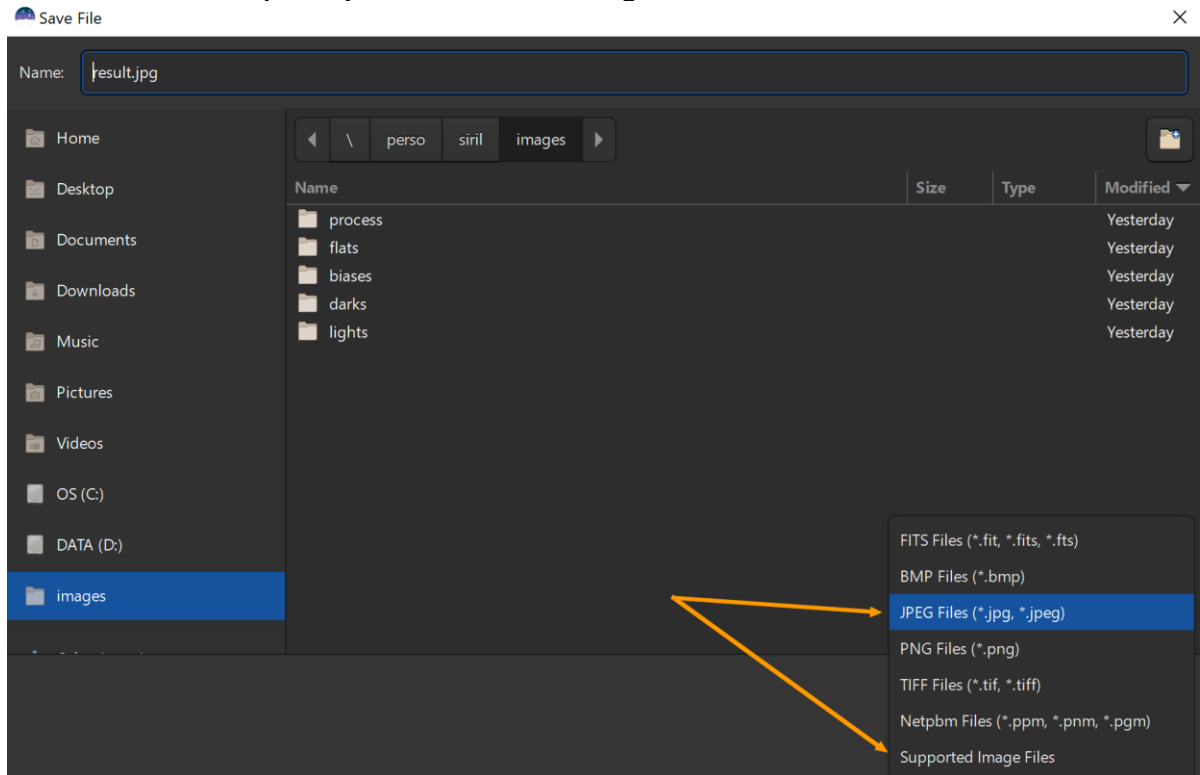 Save File
Name: result.jpg
Home
Desktop
Documents
Downloads
Music
Pictures
Videos
OS (C:)
DATA (D:)
images
\ perso siril images
Name Size Type Modified
process Yesterday
flats Yesterday
biases Yesterday
darks Yesterday
lights Yesterday
FITS Files (*.fit, *.fits, *.fts)
BMP Files (*.bmp)
JPEG Files (*.jpg, *.jpeg)
PNG Files (*.png)
TIFF Files (*.tif, *.tiff)
Netpbm Files (*.ppm, *.pnm, *.pgm)
Supported Image Files